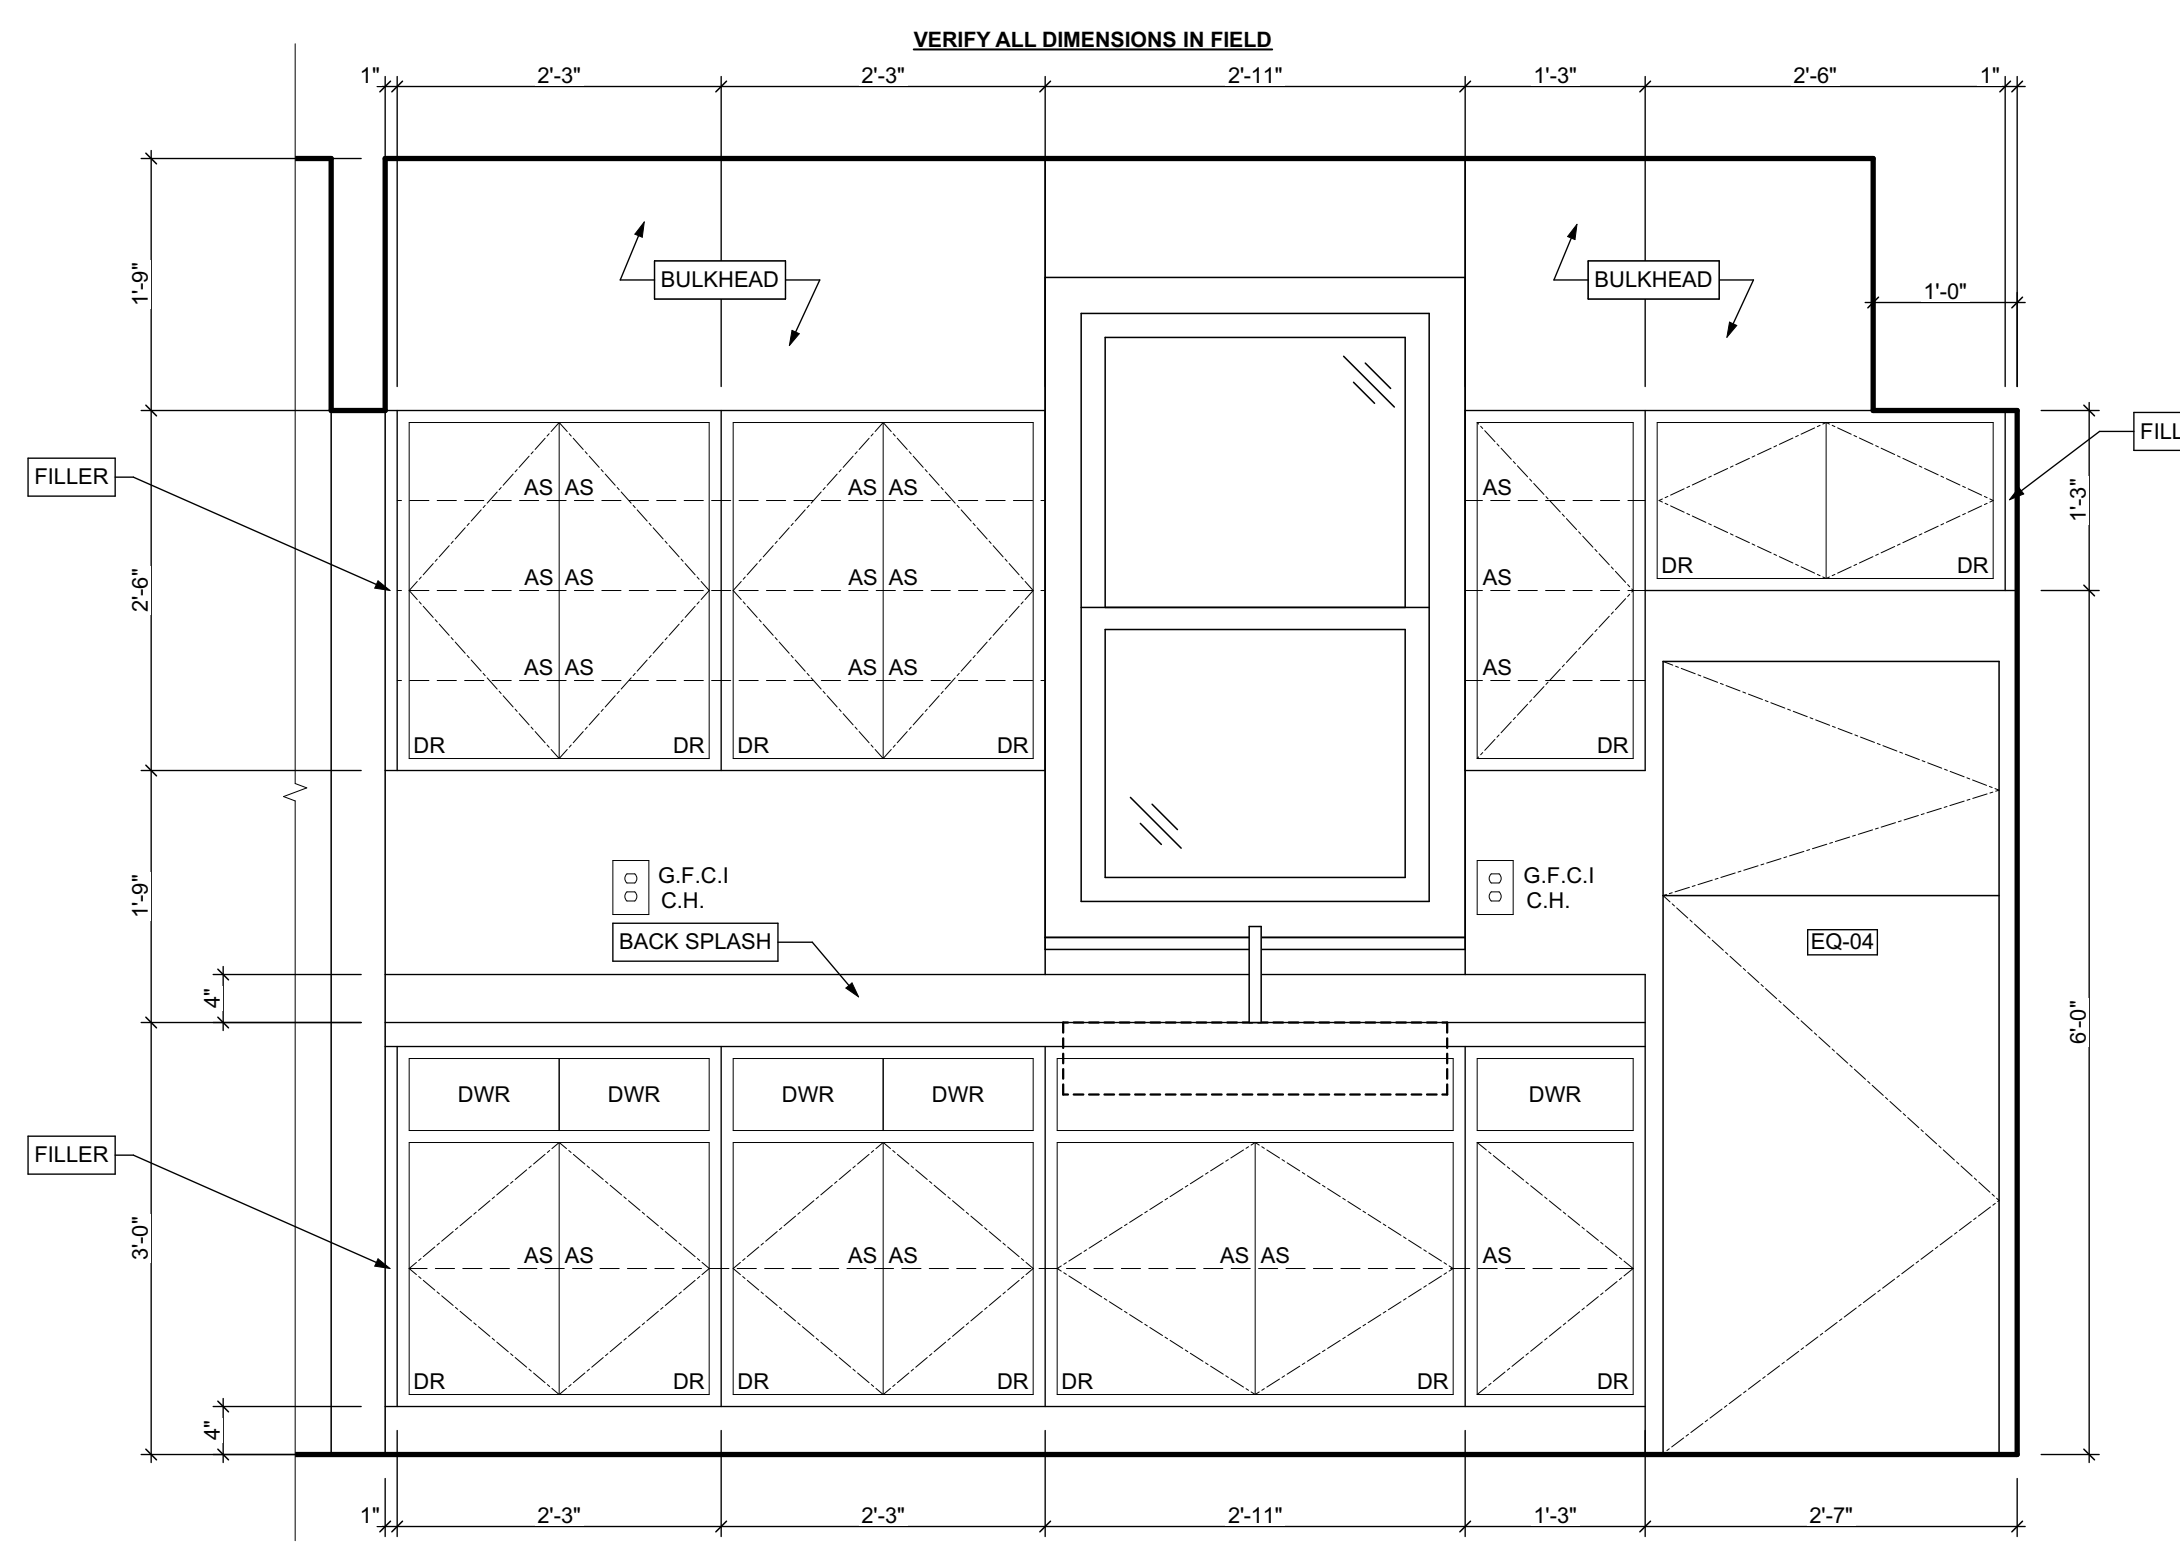 VERIFY ALL DIMENSIONS IN FIELD
1" 2'-3" 2'-3" 2'-11" 1'-3" 2'-6" 1"
1'-9"
BULKHEAD
BULKHEAD
1'-0"
FILL
FILLER
AS AS AS AS AS
1'-3"
DR DR
2'-6"
AS AS AS AS AS
AS AS AS AS AS
DR DR DR DR DR
1'-9"
G.F.C.I
C.H.
G.F.C.I
C.H.
BACK SPLASH
EQ-04
4"
6'-0"
DWR DWR DWR DWR DWR
FILLER
3'-0"
AS AS AS AS AS AS AS
DR DR DR DR DR DR DR
4"
1" 2'-3" 2'-3" 2'-11" 1'-3" 2'-7"